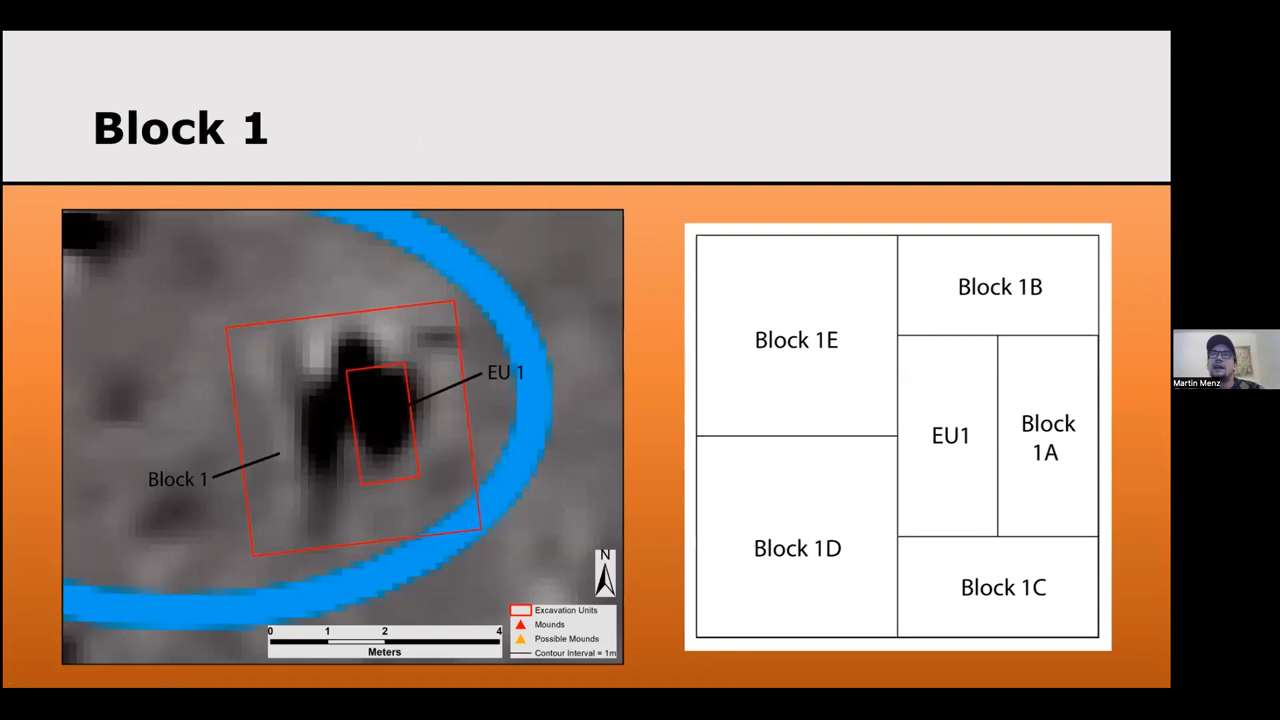 Block 1
EU 1
Block 1
N
0 1 2 4
Meters
Excavation Units
Mounds
Possible Mounds
Contour Interval = 1m
Block 1B
Block 1E
EU1
Block
1A
Block 1D
Block 1C
Martin Menz